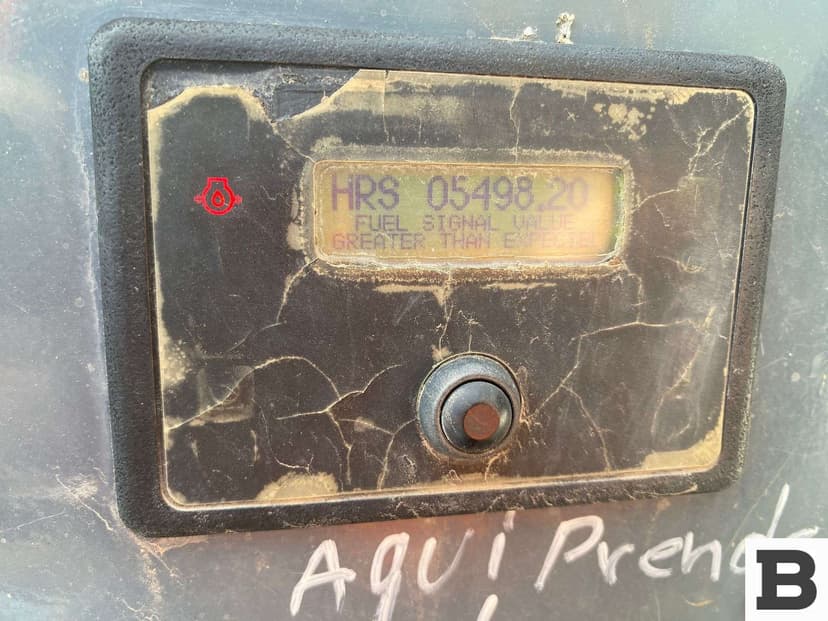 HRS 05498.20
FUEL SIGNAL VALUE
GREATER THAN EXPECTED
Aqui Prende
B